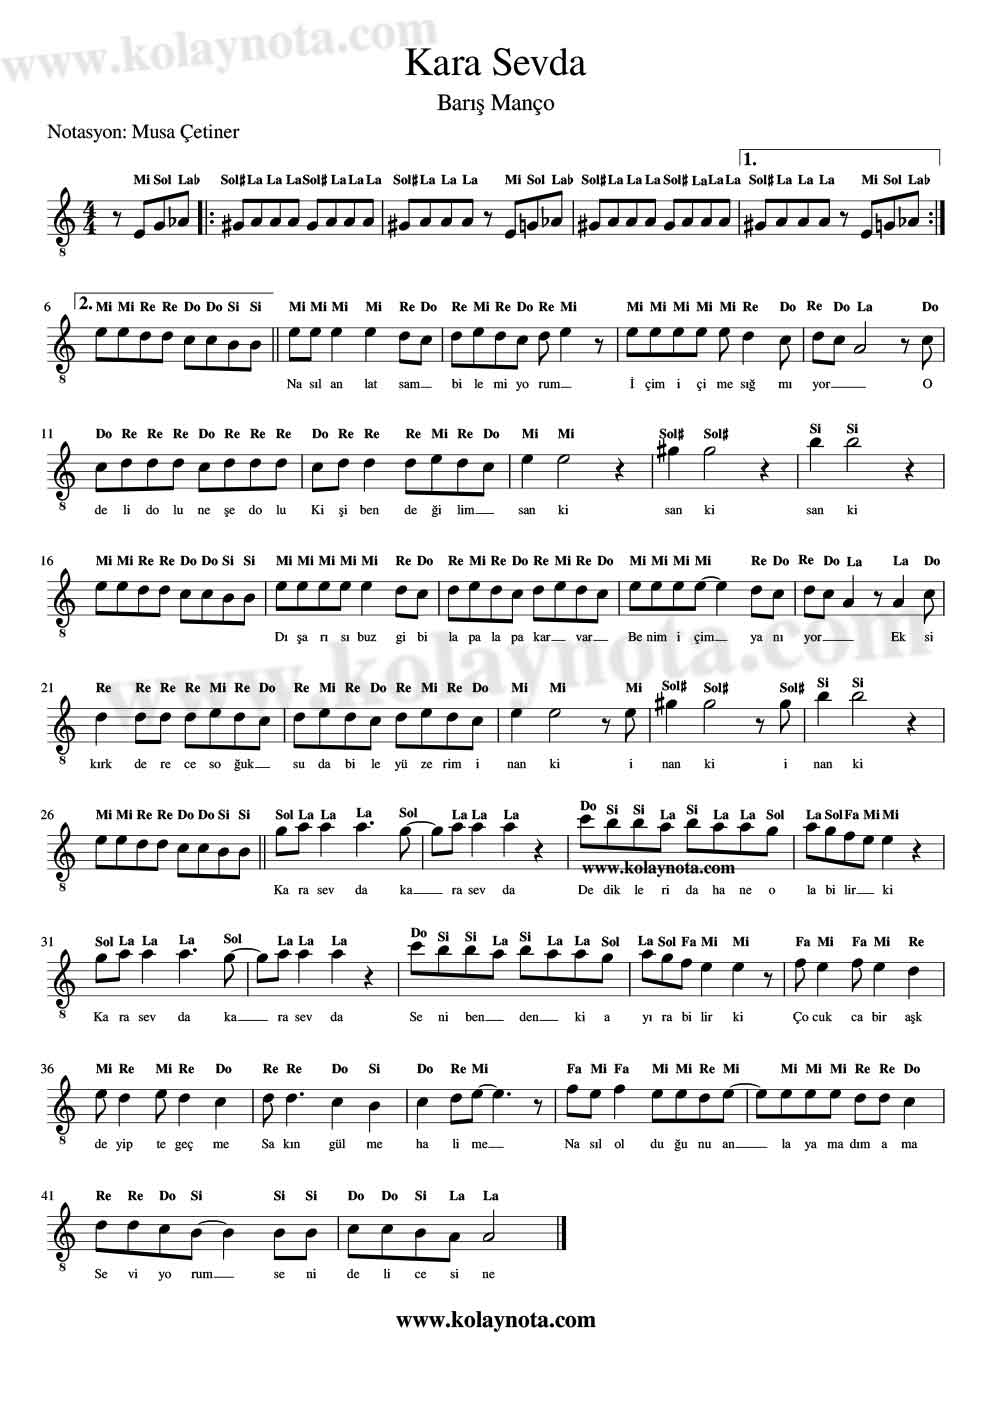 www.kolaynota.com
Kara Sevda
Barış Manço
Notasyon: Musa Çetiner
1.
Mi Sol Lab Sol# La La La Sol# La La La Sol# La La La Mi Sol Lab Sol# La La La Sol# La La La Sol# La La La Mi Sol Lab
6 2. Mi Mi Re Re Do Do Si Si Mi Mi Mi Mi Re Do Re Mi Re Do Re Mi Mi Mi Mi Mi Re Do Re Do La Do
Na sıl an lat sam bi le mi yo rum İ çim i çi me sığ mı yor O
11 Do Re Re Re Do Re Re Re Do Re Re Re Mi Re Do Mi Mi Sol# Sol# Si Si
de li do lu ne şe do lu Ki şi ben de ği lim san ki san ki san ki
16 Mi Mi Re Re Do Do Si Si Mi Mi Mi Mi Mi Re Do Re Mi Re Do Re Mi Re Do Mi Mi Mi Mi Re Do Re Do La La Do
Dı şa rı sı buz gi bi la pa la pa kar var Be nim i çim ya nı yor Ek si
www.kolaynota.com
21 Re Re Re Re Mi Re Do Re Mi Re Do Re Mi Re Do Mi Mi Mi Sol# Sol# Sol# Si Si
kırk de re ce so ğuk su da bi le yü ze rim i nan ki i nan ki i nan ki
26 Mi Mi Re Re Do Do Si Si Sol La La La Sol La La La Do Si Si La Si La La Sol La Sol Fa Mi Mi
www.kolaynota.com
Ka ra sev da ka ra sev da De dik le ri da ha ne o la bi lir ki
31 Sol La La La Sol La La La Do Si Si La Si La La Sol La Sol Fa Mi Mi Fa Mi Mi Re
Ka ra sev da ka ra sev da Se ni ben den ki a yı ra bi lir ki Ço cuk ca bir aşk
36 Mi Re Mi Re Do Re Re Do Si Do Re Mi Fa Mi Fa Mi Mi Re Mi Mi Mi Mi Re Re Do
de yip te geç me Sa kın gül me ha li me Na sıl ol du ğu nu an la ya ma dım a ma
41 Re Re Do Si Si Si Do Do Si La La
Se vi yo rum se ni de li ce si ne
www.kolaynota.com